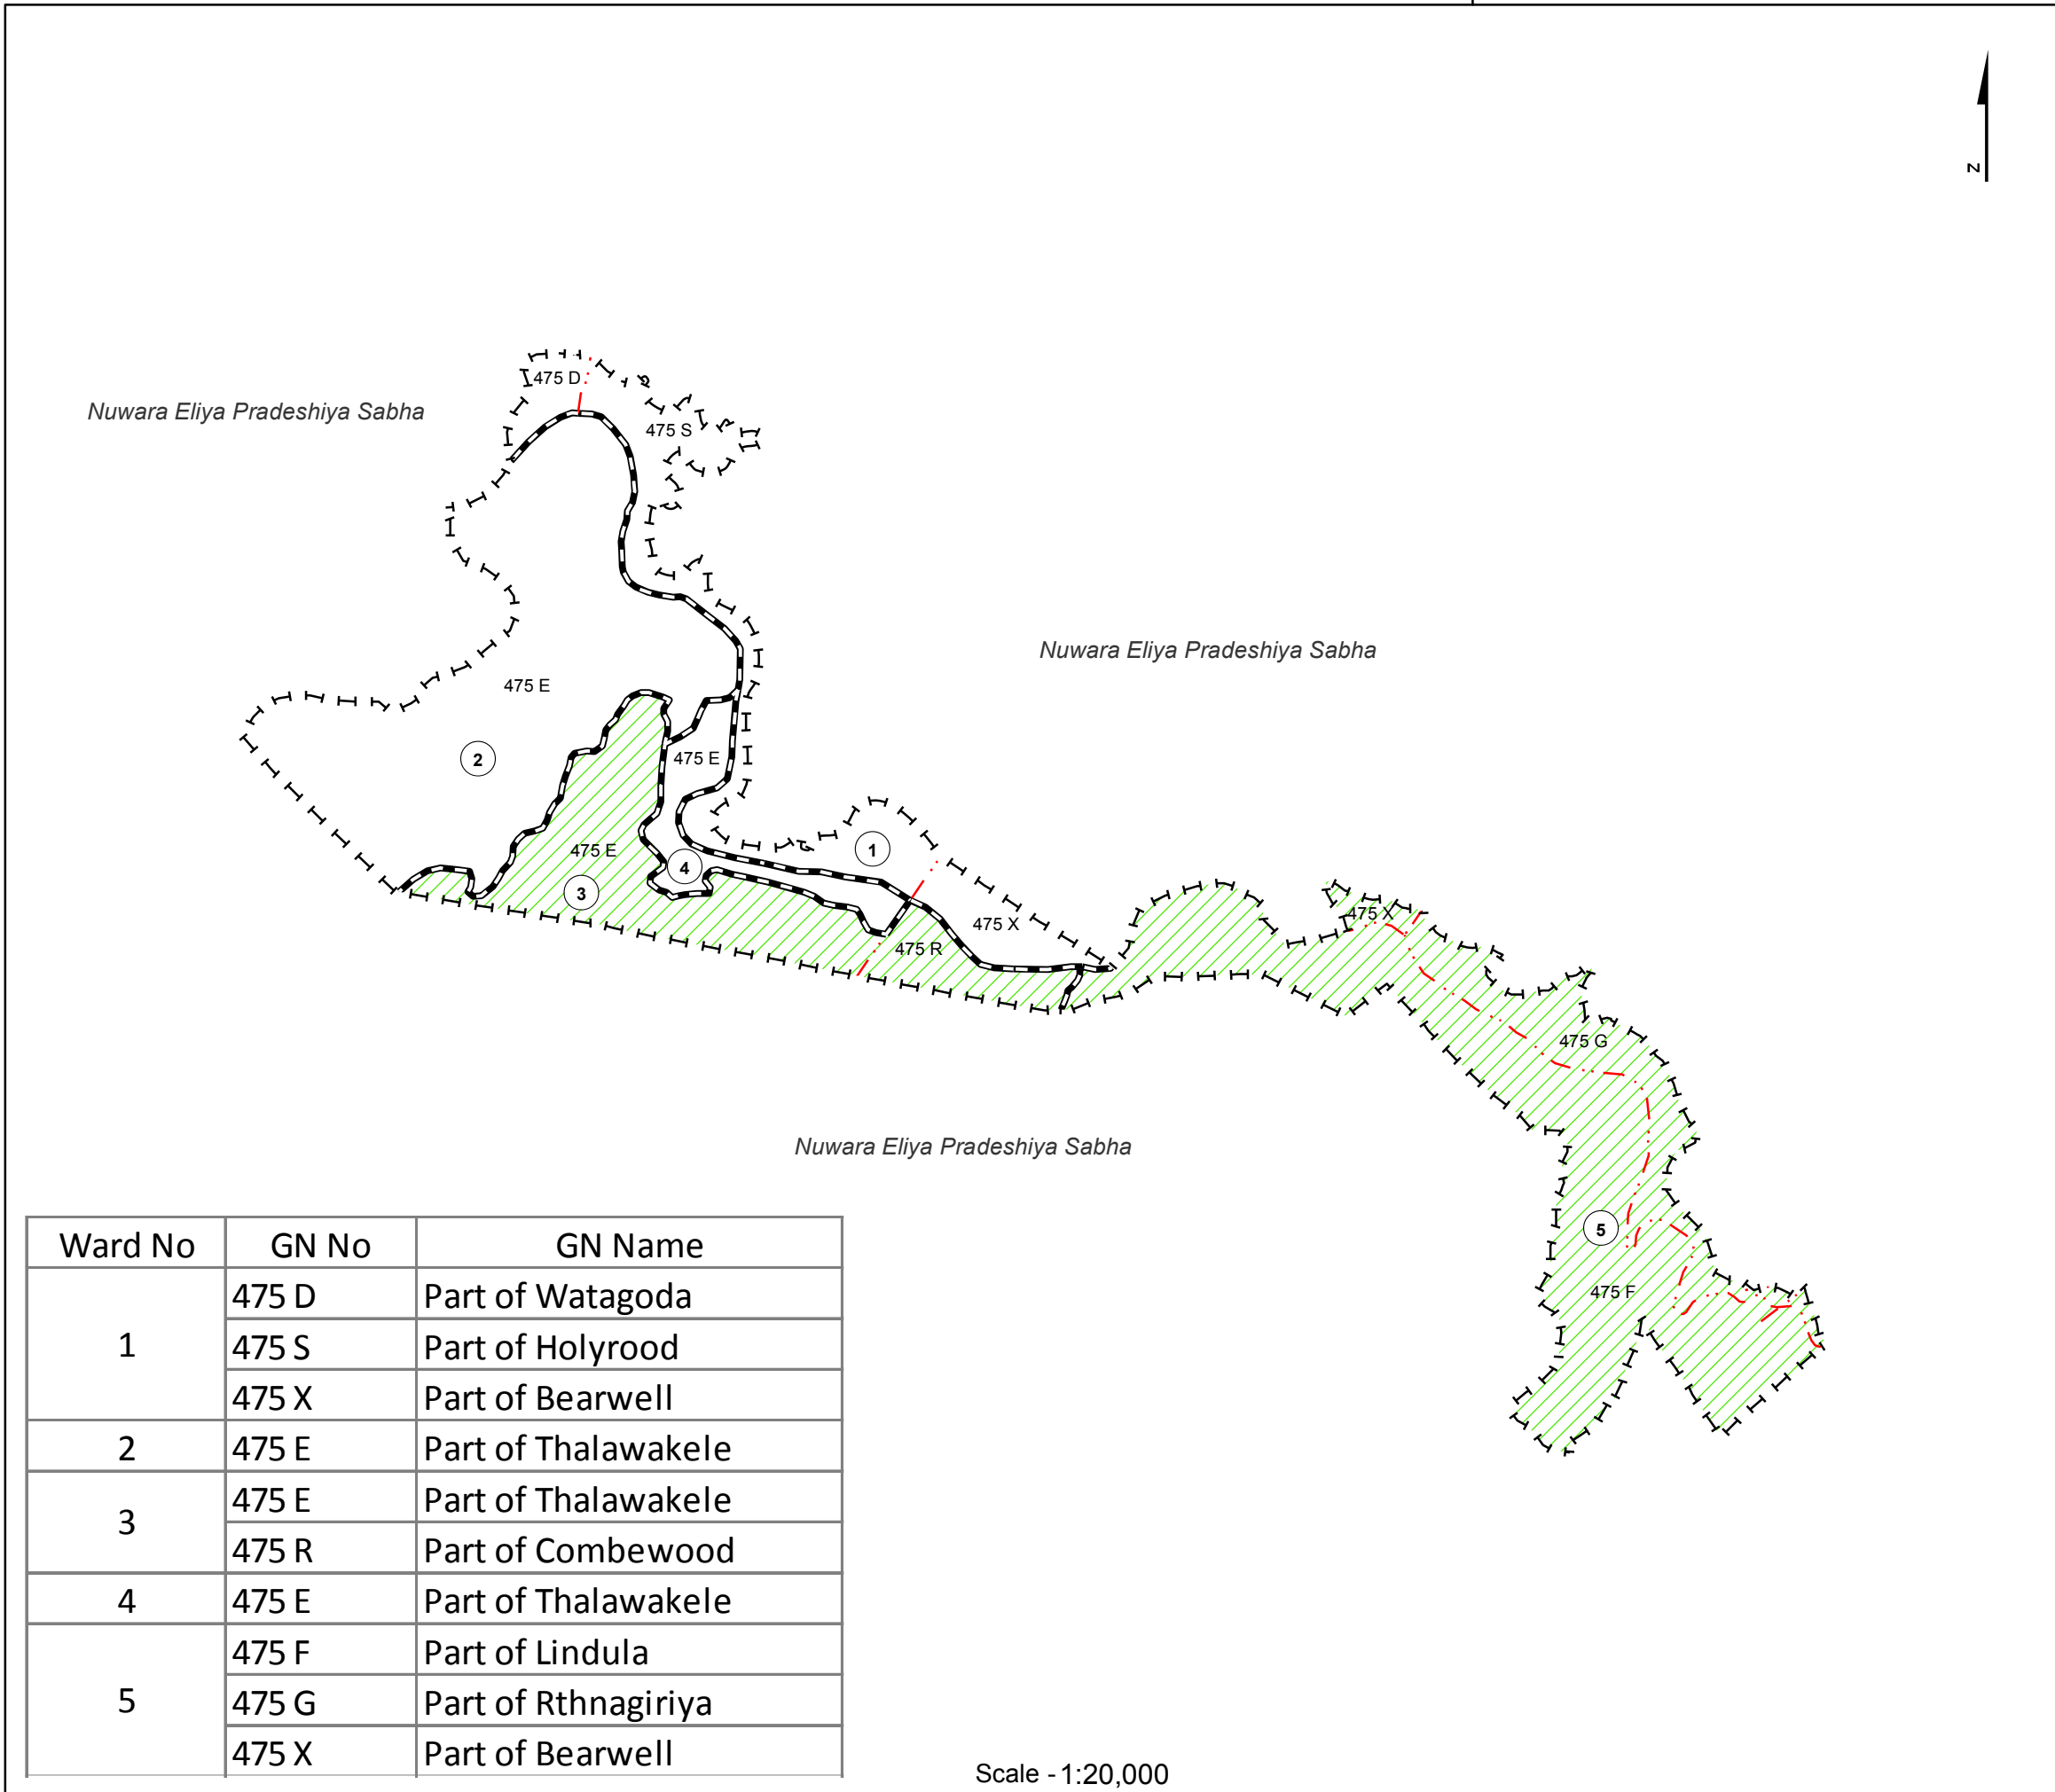 N
475 D
Nuwara Eliya Pradeshiya Sabha
475 S
Nuwara Eliya Pradeshiya Sabha
475 E
2
475 E
1
475 E
4
3
475 X
475 X
475 R
475 G
Nuwara Eliya Pradeshiya Sabha
5
475 F
Ward No GN No GN Name
1
475 D Part of Watagoda
475 S Part of Holyrood
475 X Part of Bearwell
2 475 E Part of Thalawakele
3
475 E Part of Thalawakele
475 R Part of Combewood
4 475 E Part of Thalawakele
5
475 F Part of Lindula
475 G Part of Rthnagiriya
475 X Part of Bearwell
Scale - 1:20,000